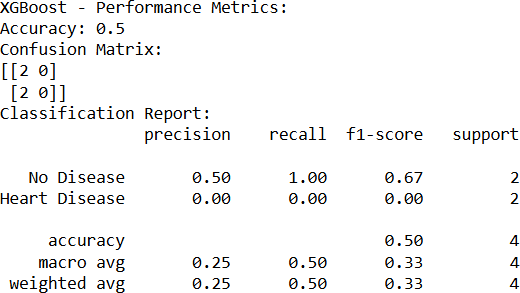 XGBoost - Performance Metrics:
Accuracy: 0.5
Confusion Matrix:
[[2 0]
 [2 0]]
Classification Report:
               precision    recall  f1-score   support

   No Disease       0.50      1.00      0.67         2
Heart Disease       0.00      0.00      0.00         2

     accuracy                           0.50         4
    macro avg       0.25      0.50      0.33         4
 weighted avg       0.25      0.50      0.33         4